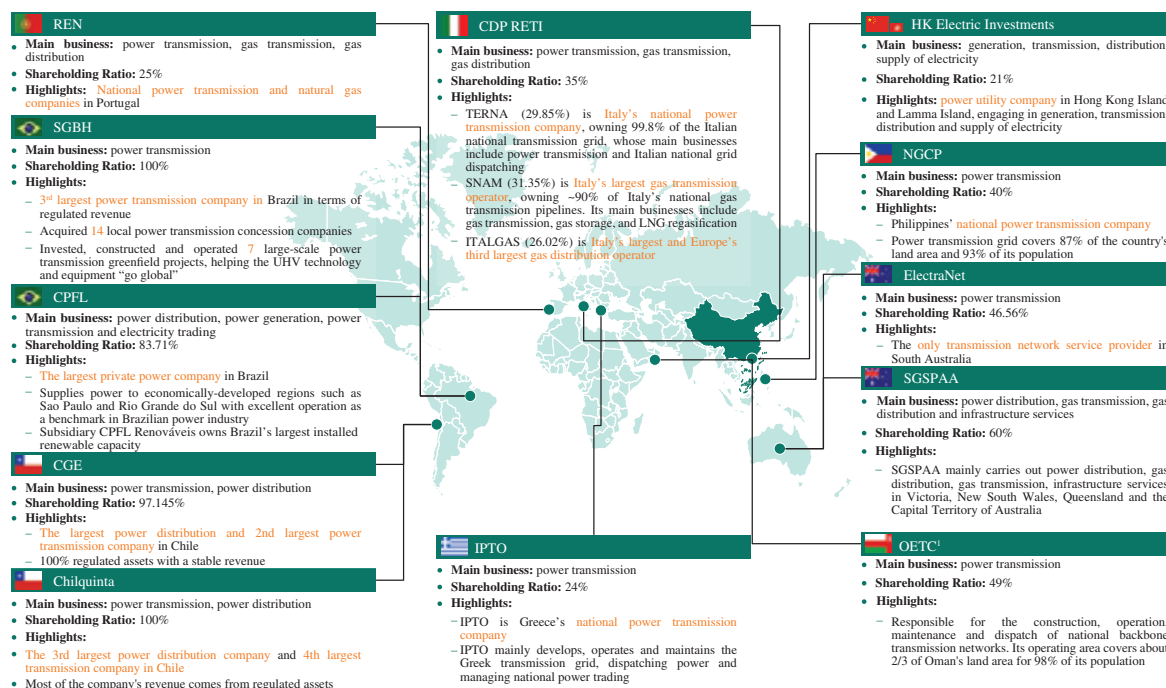 REN
• Main business: power transmission, gas transmission, gas
distribution
• Shareholding Ratio: 25%
• Highlights: National power transmission and natural gas
companies in Portugal
SGBH
• Main business: power transmission
• Shareholding Ratio: 100%
• Highlights:
– 3rd largest power transmission company in Brazil in terms of
regulated revenue
– Acquired 14 local power transmission concession companies
– Invested, constructed and operated 7 large-scale power
transmission greenfield projects, helping the UHV technology
and equipment “go global”
CPFL
• Main business: power distribution, power generation, power
transmission and electricity trading
• Shareholding Ratio: 83.71%
• Highlights:
– The largest private power company in Brazil
– Supplies power to economically-developed regions such as
Sao Paulo and Rio Grande do Sul with excellent operation as
a benchmark in Brazilian power industry
– Subsidiary CPFL Renováveis owns Brazil’s largest installed
renewable capacity
CGE
• Main business: power transmission, power distribution
• Shareholding Ratio: 97.145%
• Highlights:
– The largest power distribution and 2nd largest power
transmission company in Chile
– 100% regulated assets with a stable revenue
Chilquinta
• Main business: power transmission, power distribution
• Shareholding Ratio: 100%
• Highlights:
• The 3rd largest distribution company and 4th largest
transmission company in Chile
• Most of the company's revenue comes from regulated assets
CDP RETI
• Main business: power transmission, gas transmission,
gas distribution
• Shareholding Ratio: 35%
• Highlights:
– TERNA (29.85%) is Italy’s national power
transmission company, owning 99.8% of the Italian
national transmission grid, whose main businesses
include power transmission and Italian national grid
dispatching
– SNAM (31.35%) is Italy’s largest gas transmission
operator, owning ~90% of Italy’s national gas
transmission pipelines. Its main businesses include
gas transmission, gas storage, and LNG regasification
– ITALGAS (26.02%) is Italy’s largest and Europe’s
third largest gas distribution operator
IPTO
• Main business: power transmission
• Shareholding Ratio: 24%
• Highlights:
– IPTO is Greece’s national power transmission
company
– IPTO mainly develops, operates and maintains the
Greek transmission grid, dispatching power and
managing national power trading
HK Electric Investments
• Main business: generation, transmission, distribution
supply of electricity
• Shareholding Ratio: 21%
• Highlights: power utility company in Hong Kong Island
and Lamma Island, engaging in generation, transmission
distribution and supply of electricity
NGCP
• Main business: power transmission
• Shareholding Ratio: 40%
• Highlights:
– Philippines’ national power transmission company
– Power transmission grid covers 87% of the country's
land area and 93% of its population
ElectraNet
• Main business: power transmission
• Shareholding Ratio: 46.56%
• Highlights:
– The only transmission network service provider in
South Australia
SGSPAA
• Main business: power distribution, gas transmission, gas
distribution and infrastructure services
• Shareholding Ratio: 60%
• Highlights:
– SGSPAA mainly carries out power distribution, gas
distribution, gas transmission, infrastructure services
in Victoria, New South Wales, Queensland and the
Capital Territory of Australia
OETC1
• Main business: power transmission
• Shareholding Ratio: 49%
• Highlights:
– Responsible for the construction, operation
maintenance and dispatch of national backbone
transmission networks. Its operating area covers about
2/3 of Oman's land area for 98% of its population